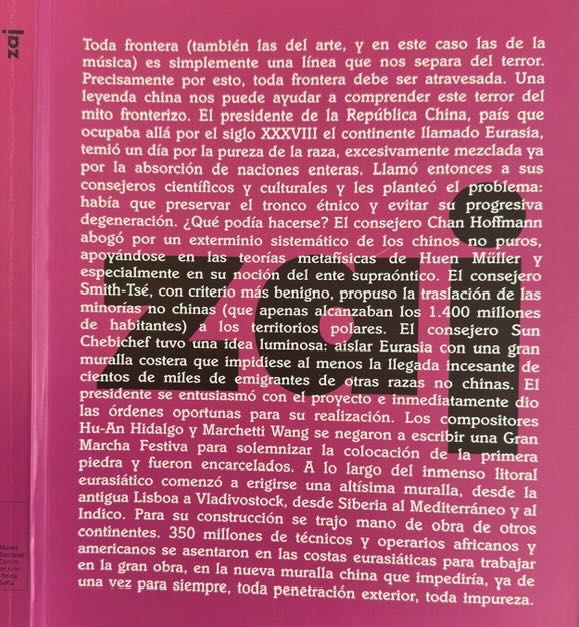 zaj
Toda frontera (también las del arte, y en este caso las de la
música) es simplemente una línea que nos separa del terror.
Precisamente por esto, toda frontera debe ser atravesada. Una
leyenda china nos puede ayudar a comprender este terror del
mito fronterizo. El presidente de la República China, país que
ocupaba allá por el siglo XXXVIII el continente llamado Eurasia,
temió un día por la pureza de la raza, excesivamente mezclada ya
por la absorción de naciones enteras. Llamó entonces a sus
consejeros científicos y culturales y les planteó el problema:
había que preservar el tronco étnico y evitar su progresiva
degeneración. ¿Qué podía hacerse? El consejero Chan Hoffmann
abogó por un exterminio sistemático de los chinos no puros,
apoyándose en las teorías metafísicas de Huen Müller y
especialmente en su noción del ente supraóntico. El consejero
Smith-Tsé, con criterio más benigno, propuso la traslación de las
minorías no chinas (que apenas alcanzaban los 1.400 millones
de habitantes) a los territorios polares. El consejero Sun
Chebichef tuvo una idea luminosa: aislar Eurasia con una gran
muralla costera que impidiese al menos la llegada incesante de
cientos de miles de emigrantes de otras razas no chinas. El
presidente se entusiasmó con el proyecto e inmediatamente dio
las órdenes oportunas para su realización. Los compositores
Hu-An Hidalgo y Marchetti Wang se negaron a escribir una Gran
Marcha Festiva para solemnizar la colocación de la primera
piedra y fueron encarcelados. A lo largo del inmenso litoral
eurasiático comenzó a erigirse una altísima muralla, desde la
antigua Lisboa a Vladivostock, desde Siberia al Mediterráneo y al
Indico. Para su construcción se trajo mano de obra de otros
continentes. 350 millones de técnicos y operarios africanos y
americanos se asentaron en las costas eurasiáticas para trabajar
en la gran obra, en la nueva muralla china que impediría, ya de
una vez para siempre, toda penetración exterior, toda impureza.
zaj
Museo
Nacional
Centro
de Arte
Reina
Sofía